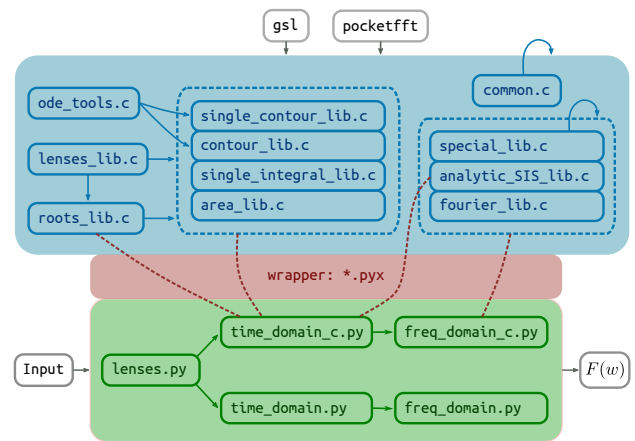 gsl
pocketfft
common.c
ode_tools.c
single_contour_lib.c
contour_lib.c
special_lib.c
lenses_lib.c
single_integral_lib.c
analytic_SIS_lib.c
roots_lib.c
area_lib.c
fourier_lib.c
wrapper: *.pyx
time_domain_c.py
freq_domain_c.py
Input
lenses.py
F(w)
time_domain.py
freq_domain.py